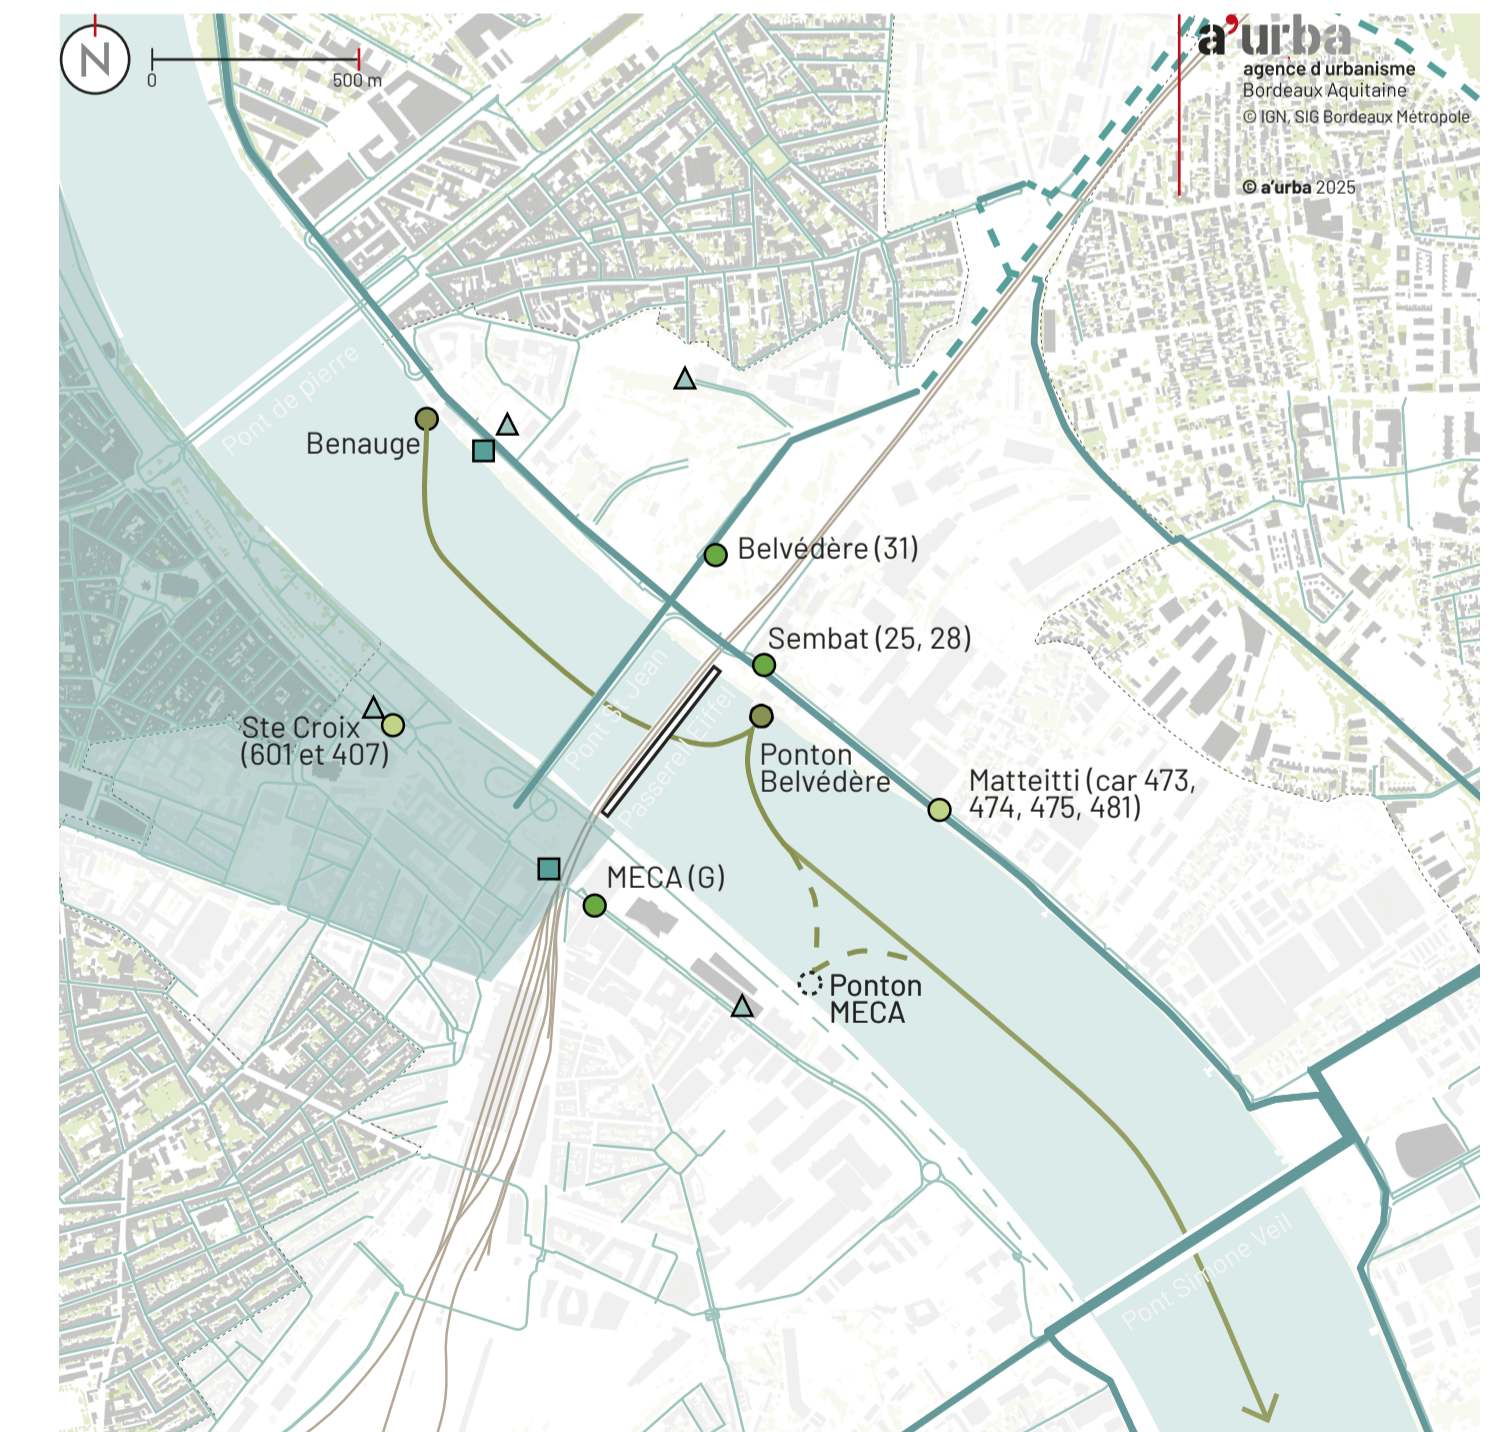 N
0
500 m
a'urba
agence d urbanisme
Bordeaux Aquitaine
© IGN, SIG Bordeaux Métropole
© a'urba 2025
Pont de pierre
Benauge
Belvédère (31)
Sembat (25, 28)
Pont St Jean
Passerelle Eiffel
Ste Croix
(601 et 407)
Ponton
Belvédère
Matteitti (car 473,
474, 475, 481)
MECA (G)
Ponton
MECA
Pont Simone Veil